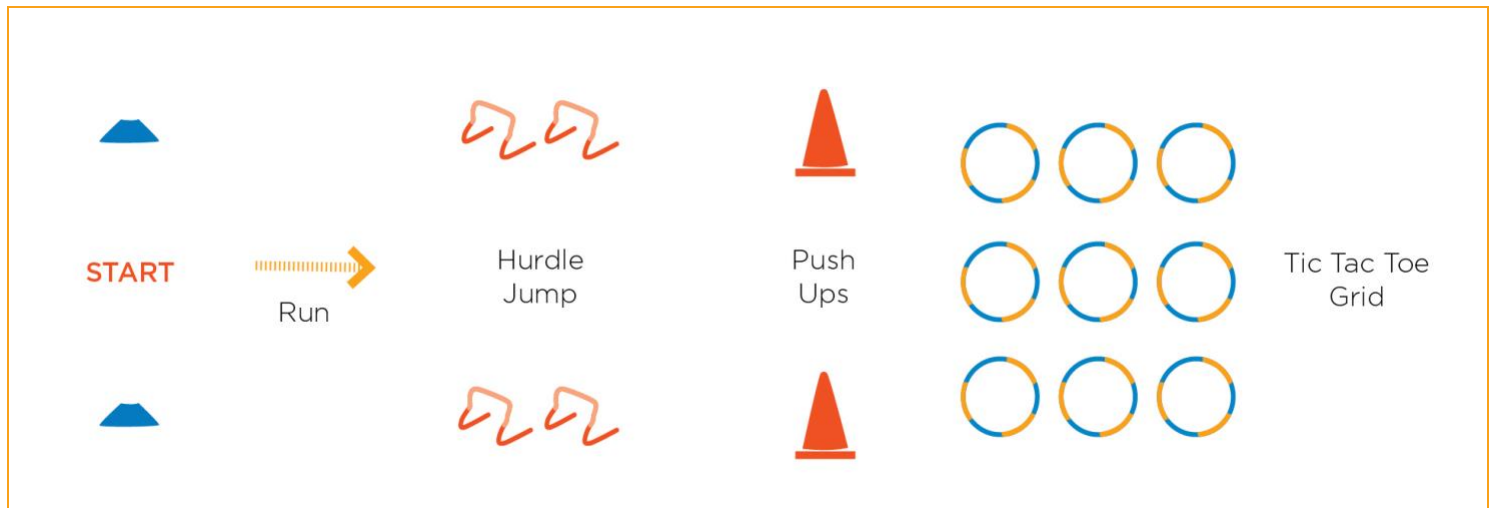 START
Run
Hurdle
Jump
Push
Ups
Tic Tac Toe
Grid